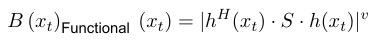 B (x_t)_Functional (x_t) = |h^H(x_t) · S · h(x_t)|^v